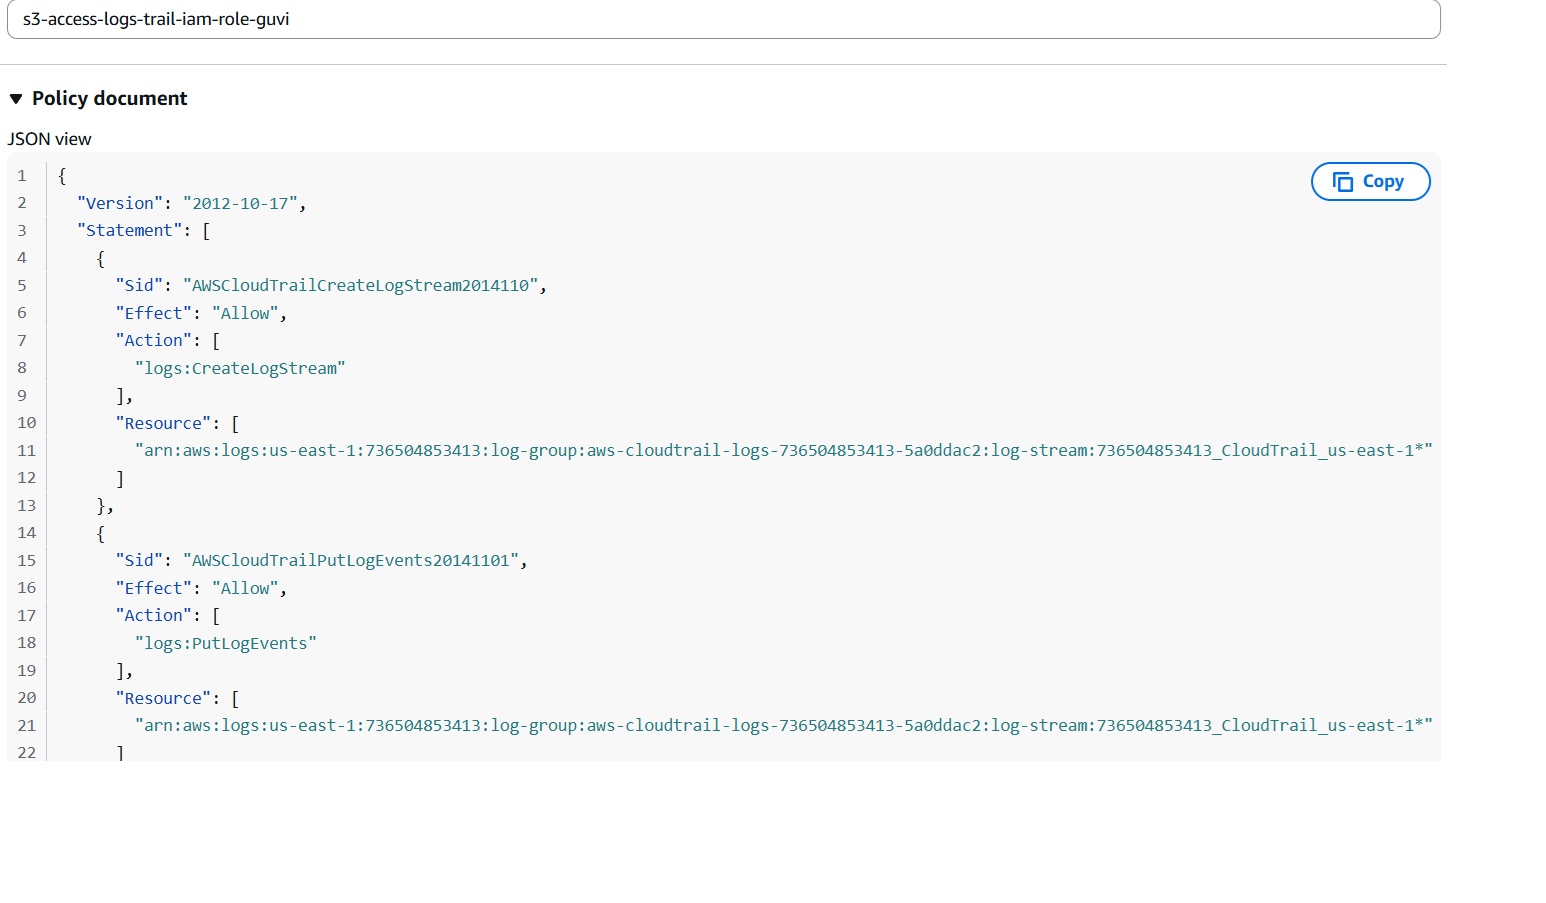 s3-access-logs-trail-iam-role-guvi
▼ Policy document
JSON view
Copy
1 {
2 "Version": "2012-10-17",
3 "Statement": [
4 {
5 "Sid": "AWSCloudTrailCreateLogStream2014110",
6 "Effect": "Allow",
7 "Action": [
8 "logs:CreateLogStream"
9 ],
10 "Resource": [
11 "arn:aws:logs:us-east-1:736504853413:log-group:aws-cloudtrail-logs-736504853413-5a0ddac2:log-stream:736504853413_CloudTrail_us-east-1*"
12 ]
13 },
14 {
15 "Sid": "AWSCloudTrailPutLogEvents20141101",
16 "Effect": "Allow",
17 "Action": [
18 "logs:PutLogEvents"
19 ],
20 "Resource": [
21 "arn:aws:logs:us-east-1:736504853413:log-group:aws-cloudtrail-logs-736504853413-5a0ddac2:log-stream:736504853413_CloudTrail_us-east-1*"
22 ]